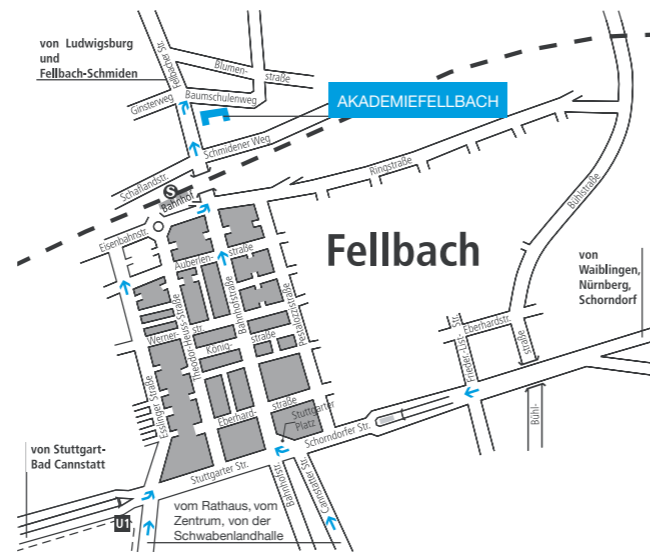 von Ludwigsburg
und
Fellbach-Schmiden
Fellbacher Str.
Blumen-
straße
Ginsterweg
Baumschulenweg
AKADEMIEFELLBACH
Schmidener Weg
Schaflandstr.
S
Bahnhof
Ringstraße
Bühlstraße
Eisenbahnstr.
Auberlen-
straße
Fellbach
von
Waiblingen,
Nürnberg,
Schorndorf
Theodor-Heuss-Straße
Bahnhofstraße
Pestalozzistraße
Werner-
str.
König-
straße
Frieder.-List-
Str.
Eberhardstr.
Straße
Bühl-
Esslinger Straße
Eberhard-
straße
Stuttgarter
Platz
Schorndorfer Str.
von Stuttgart-
Bad Cannstatt
Stuttgarter Str.
Bahnhofstr.
Cannstatter Str.
U1
vom Rathaus, vom
Zentrum, von der
Schwabenlandhalle